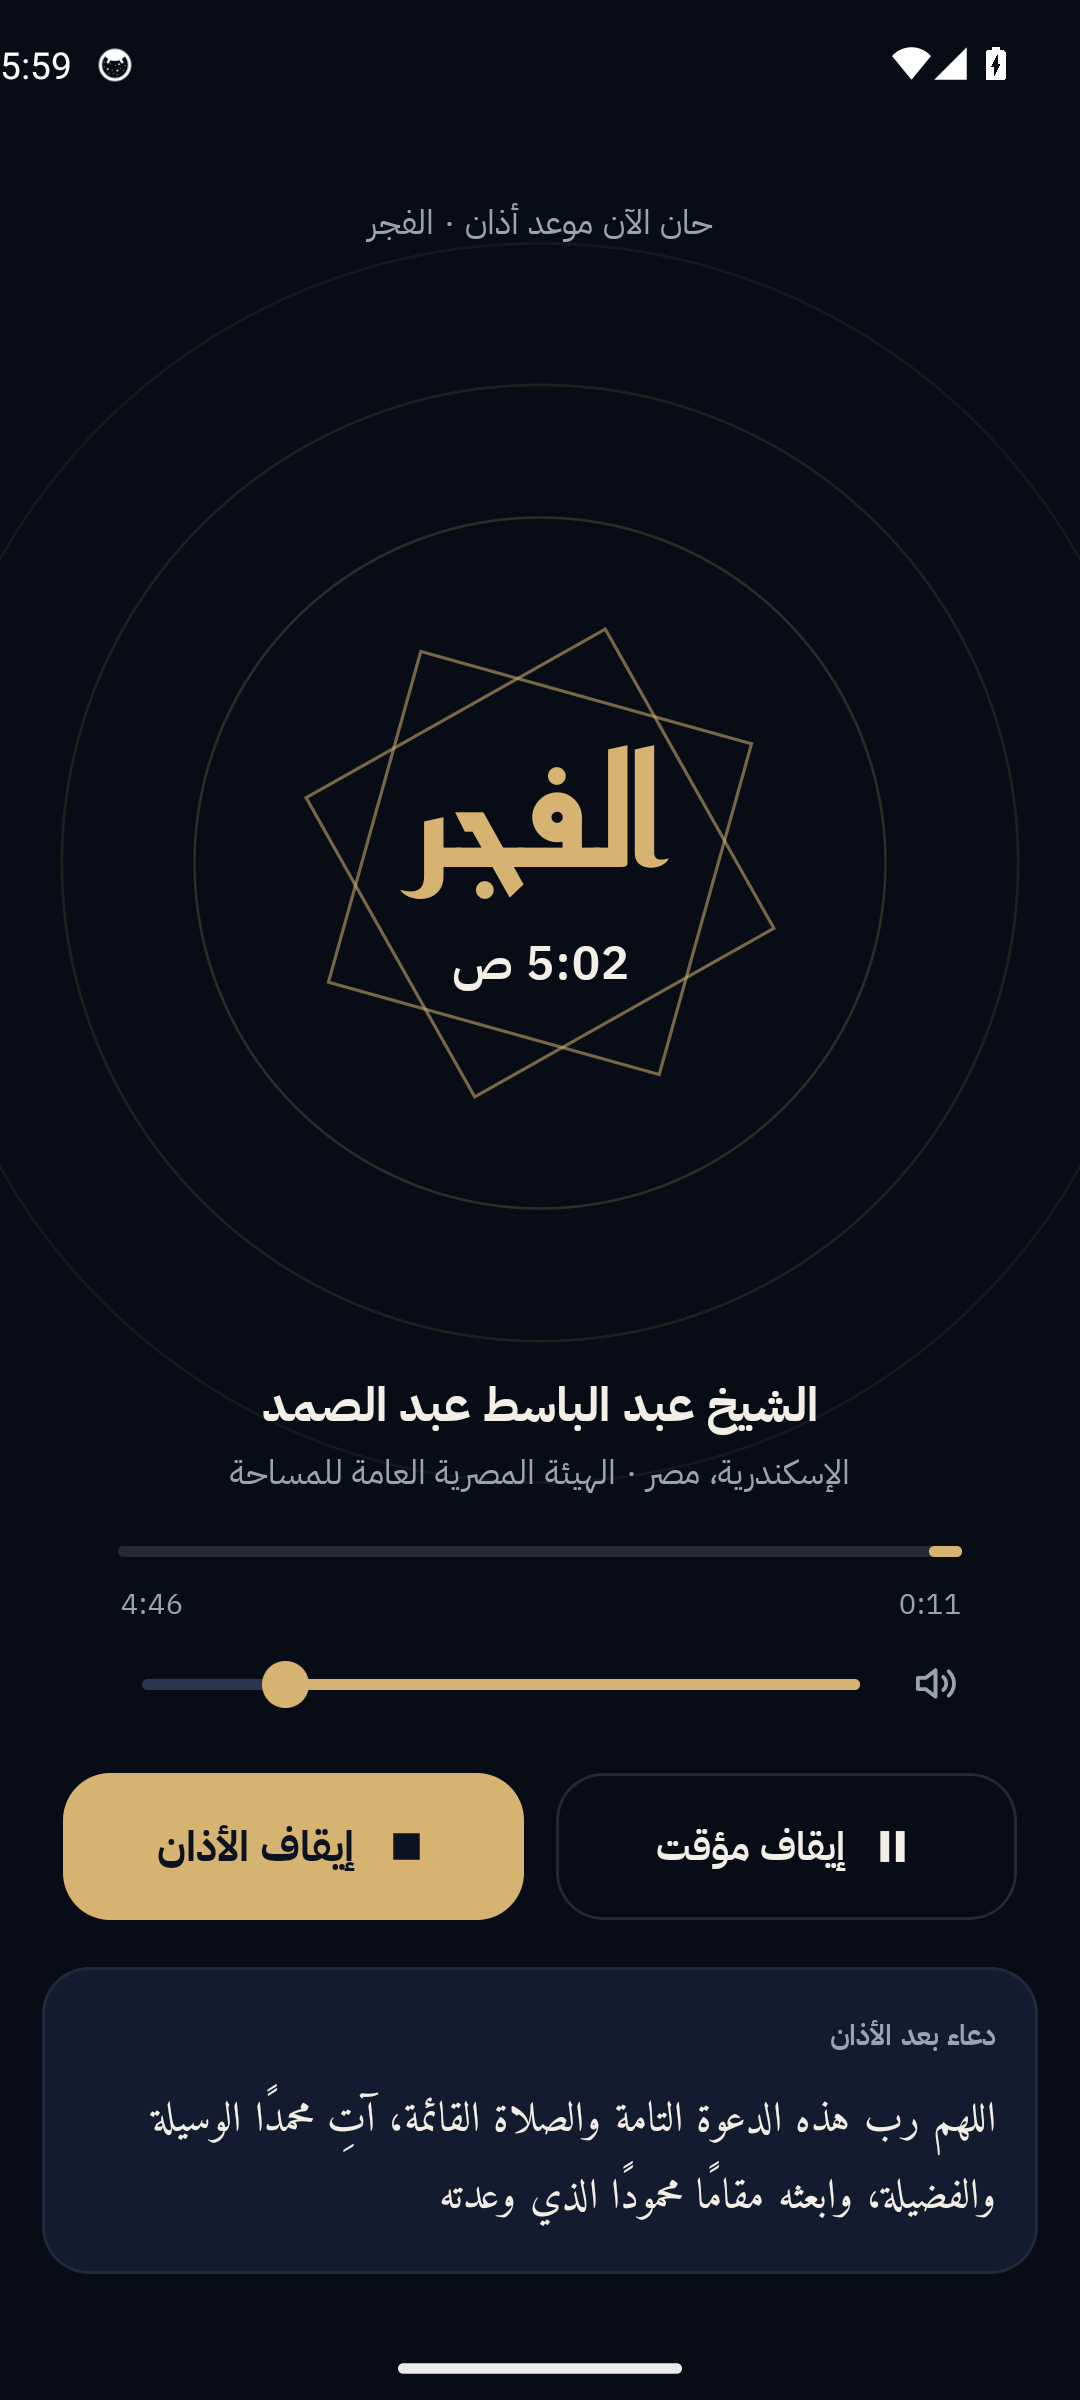 5:59
حان الآن موعد أذان · الفجر
الفجر
5:02 ص
الشيخ عبد الباسط عبد الصمد
الإسكندرية، مصر · الهيئة المصرية العامة للمساحة
0:11
4:46
إيقاف مؤقت
إيقاف الأذان
دعاء بعد الأذان
اللهم رب هذه الدعوة التامة والصلاة القائمة، آتِ محمدًا الوسيلة
والفضيلة، وابعثه مقامًا محمودًا الذي وعدته